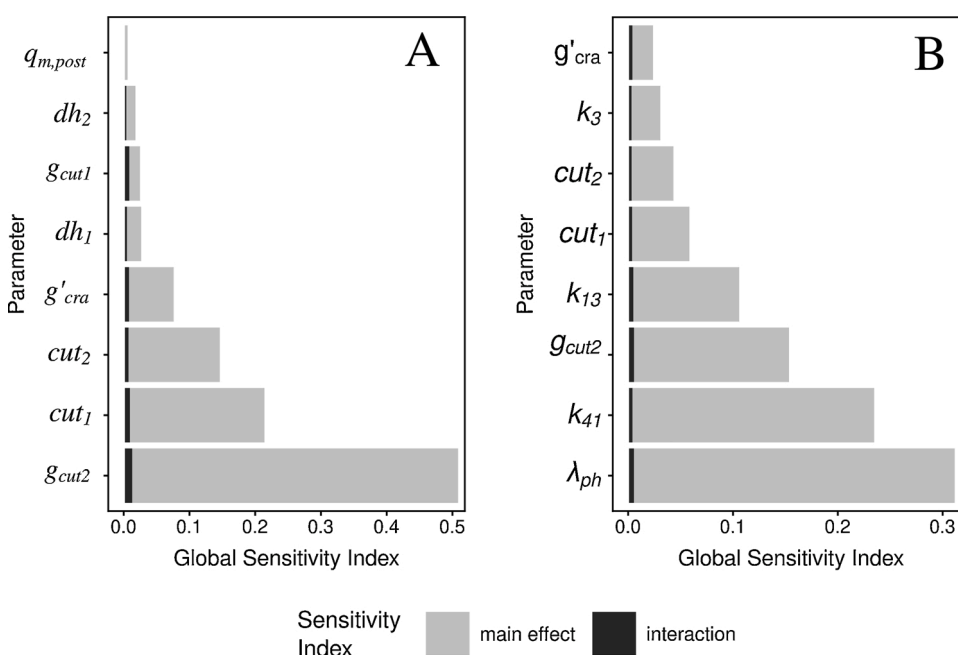 A
Parameter
q_m,post
dh_2
g_cut1
dh_1
g'_cra
cut_2
cut_1
g_cut2
0.0 0.1 0.2 0.3 0.4 0.5
Global Sensitivity Index
B
Parameter
g'_cra
k_3
cut_2
cut_1
k_13
g_cut2
k_41
λ_ph
0.0 0.1 0.2 0.3
Global Sensitivity Index
Sensitivity
Index
main effect
interaction